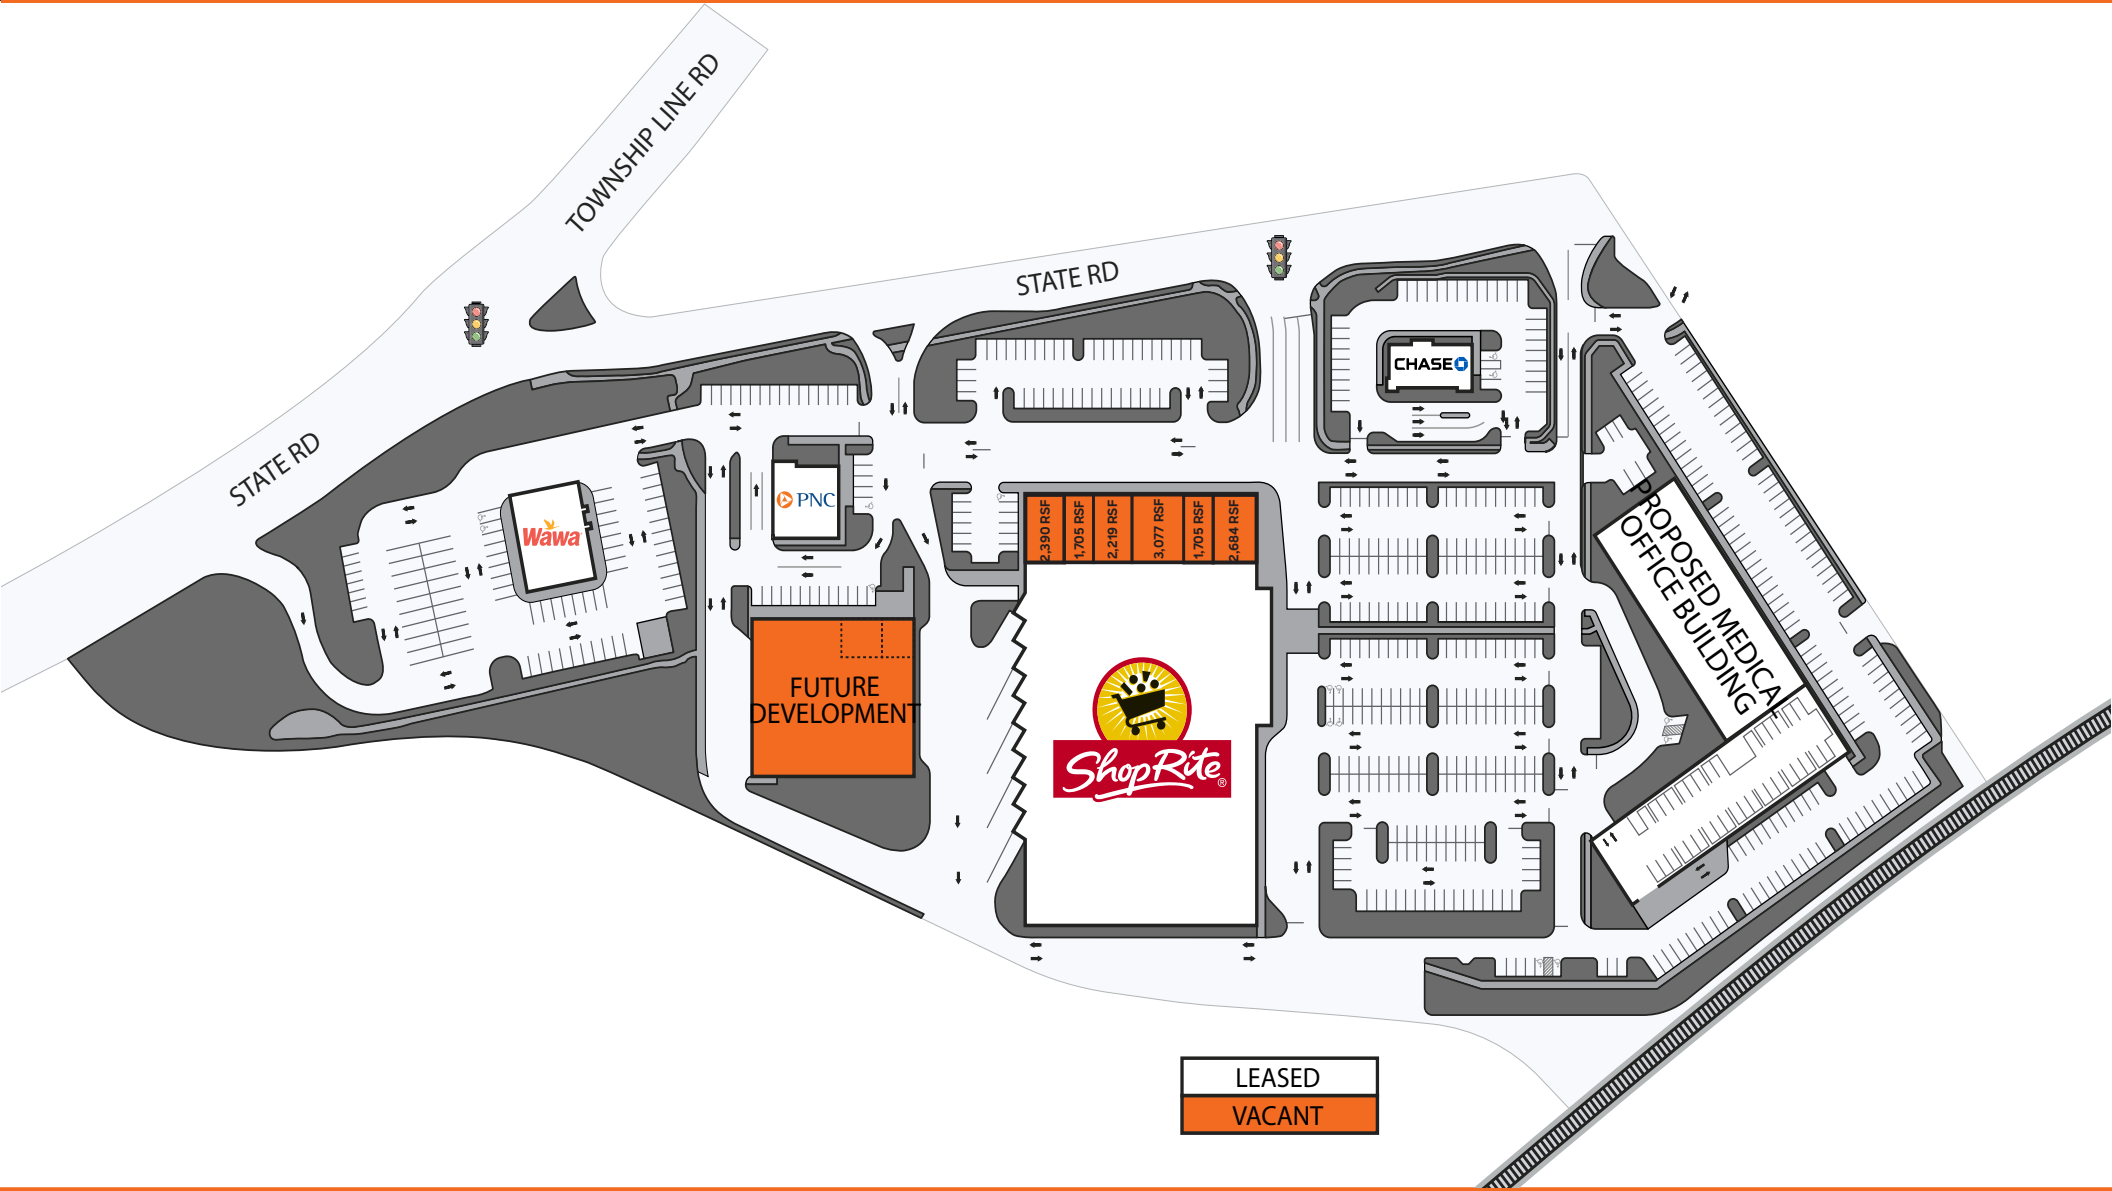 TOWNSHIP LINE RD
STATE RD
STATE RD
CHASE
Wawa
PNC
2,390 RSF
1,705 RSF
2,219 RSF
3,077 RSF
1,705 RSF
2,684 RSF
PROPOSED MEDICAL
OFFICE BUILDING
FUTURE
DEVELOPMENT
ShopRite®
LEASED
VACANT